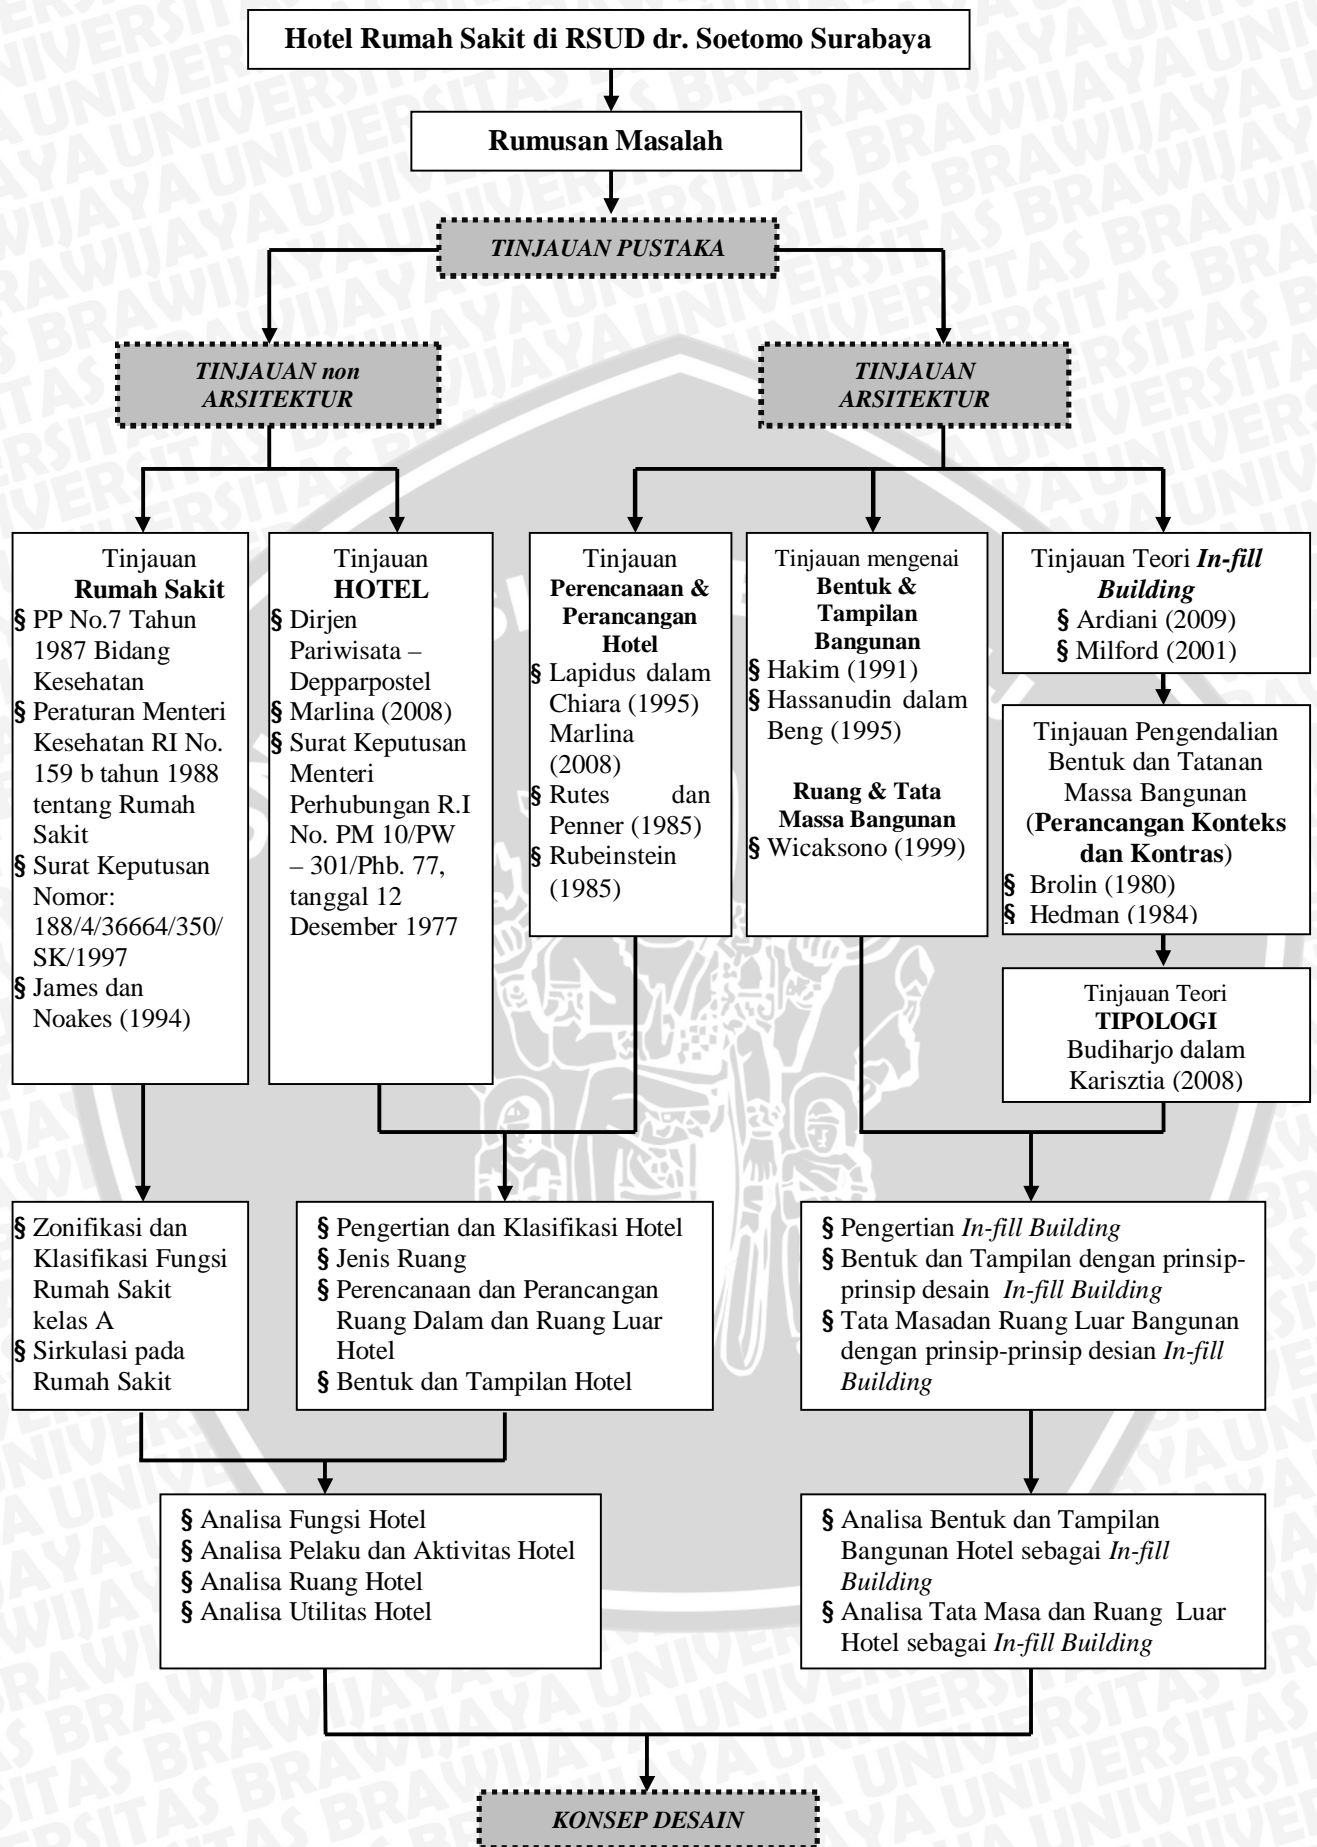 Hotel Rumah Sakit di RSUD dr. Soetomo Surabaya
Rumusan Masalah
TINJAUAN PUSTAKA
TINJAUAN non
ARSITEKTUR
TINJAUAN
ARSITEKTUR
Tinjauan
Rumah Sakit
§ PP No.7 Tahun
1987 Bidang
Kesehatan
§ Peraturan Menteri
Kesehatan RI No.
159 b tahun 1988
tentang Rumah
Sakit
§ Surat Keputusan
Nomor:
188/4/36664/350/
SK/1997
§ James dan
Noakes (1994)
Tinjauan
HOTEL
§ Dirjen
Pariwisata –
Depparpostel
§ Marlina (2008)
§ Surat Keputusan
Menteri
Perhubungan R.I
No. PM 10/PW
– 301/Phb. 77,
tanggal 12
Desember 1977
Tinjauan
Perencanaan &
Perancangan
Hotel
§ Lapidus dalam
Chiara (1995)
Marlina
(2008)
§ Rutes dan
Penner (1985)
§ Rubeinstein
(1985)
Tinjauan mengenai
Bentuk &
Tampilan
Bangunan
§ Hakim (1991)
§ Hassanudin dalam
Beng (1995)
Ruang & Tata
Massa Bangunan
§ Wicaksono (1999)
Tinjauan Teori In-fill
Building
§ Ardiani (2009)
§ Milford (2001)
Tinjauan Pengendalian
Bentuk dan Tatanan
Massa Bangunan
(Perancangan Konteks
dan Kontras)
§ Brolin (1980)
§ Hedman (1984)
Tinjauan Teori
TIPOLOGI
Budiharjo dalam
Karisztia (2008)
§ Zonifikasi dan
Klasifikasi Fungsi
Rumah Sakit
kelas A
§ Sirkulasi pada
Rumah Sakit
§ Pengertian dan Klasifikasi Hotel
§ Jenis Ruang
§ Perencanaan dan Perancangan
Ruang Dalam dan Ruang Luar
Hotel
§ Bentuk dan Tampilan Hotel
§ Pengertian In-fill Building
§ Bentuk dan Tampilan dengan prinsip-
prinsip desain In-fill Building
§ Tata Masadan Ruang Luar Bangunan
dengan prinsip-prinsip desian In-fill
Building
§ Analisa Fungsi Hotel
§ Analisa Pelaku dan Aktivitas Hotel
§ Analisa Ruang Hotel
§ Analisa Utilitas Hotel
§ Analisa Bentuk dan Tampilan
Bangunan Hotel sebagai In-fill
Building
§ Analisa Tata Masa dan Ruang Luar
Hotel sebagai In-fill Building
KONSEP DESAIN